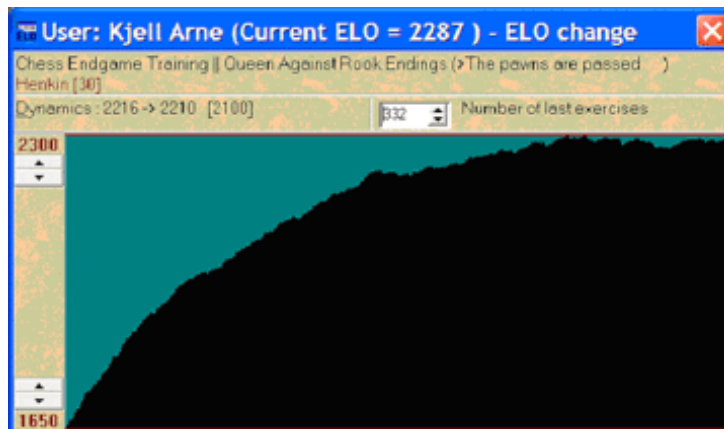 ELO User: Kjell Arne (Current ELO = 2287 ) - ELO change
Chess Endgame Training || Queen Against Rook Endings (>The pawns are passed )
Henkin [30]
Dynamics : 2216 -> 2210 [2100]
332 Number of last exercises
2300
1650